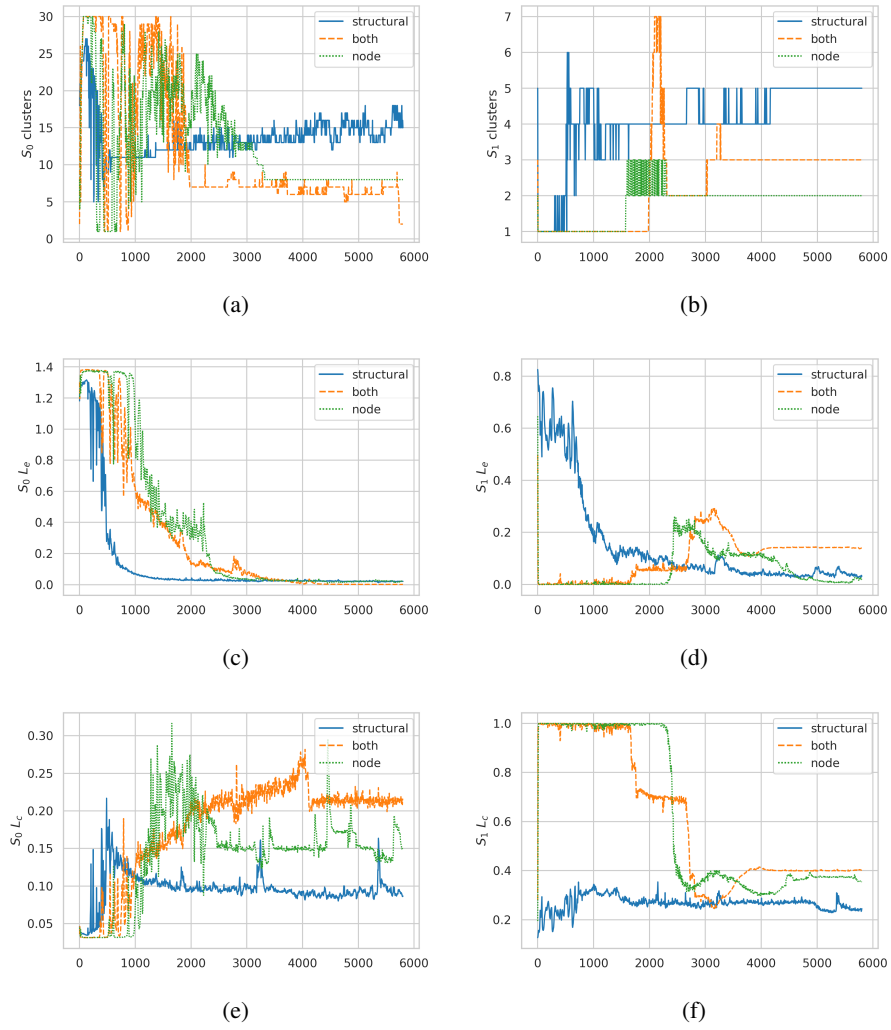 30
25
20
15
10
5
0
S0 clusters
structural
both
node
0 1000 2000 3000 4000 5000 6000
(a)
7
6
5
4
3
2
1
S1 clusters
structural
both
node
0 1000 2000 3000 4000 5000 6000
(b)
1.4
1.2
1.0
0.8
0.6
0.4
0.2
0.0
S0 Le
structural
both
node
0 1000 2000 3000 4000 5000 6000
(c)
0.8
0.6
0.4
0.2
0.0
S1 Le
structural
both
node
0 1000 2000 3000 4000 5000 6000
(d)
0.30
0.25
0.20
0.15
0.10
0.05
S0 Lc
structural
both
node
0 1000 2000 3000 4000 5000 6000
(e)
1.0
0.8
0.6
0.4
0.2
S1 Lc
structural
both
node
0 1000 2000 3000 4000 5000 6000
(f)